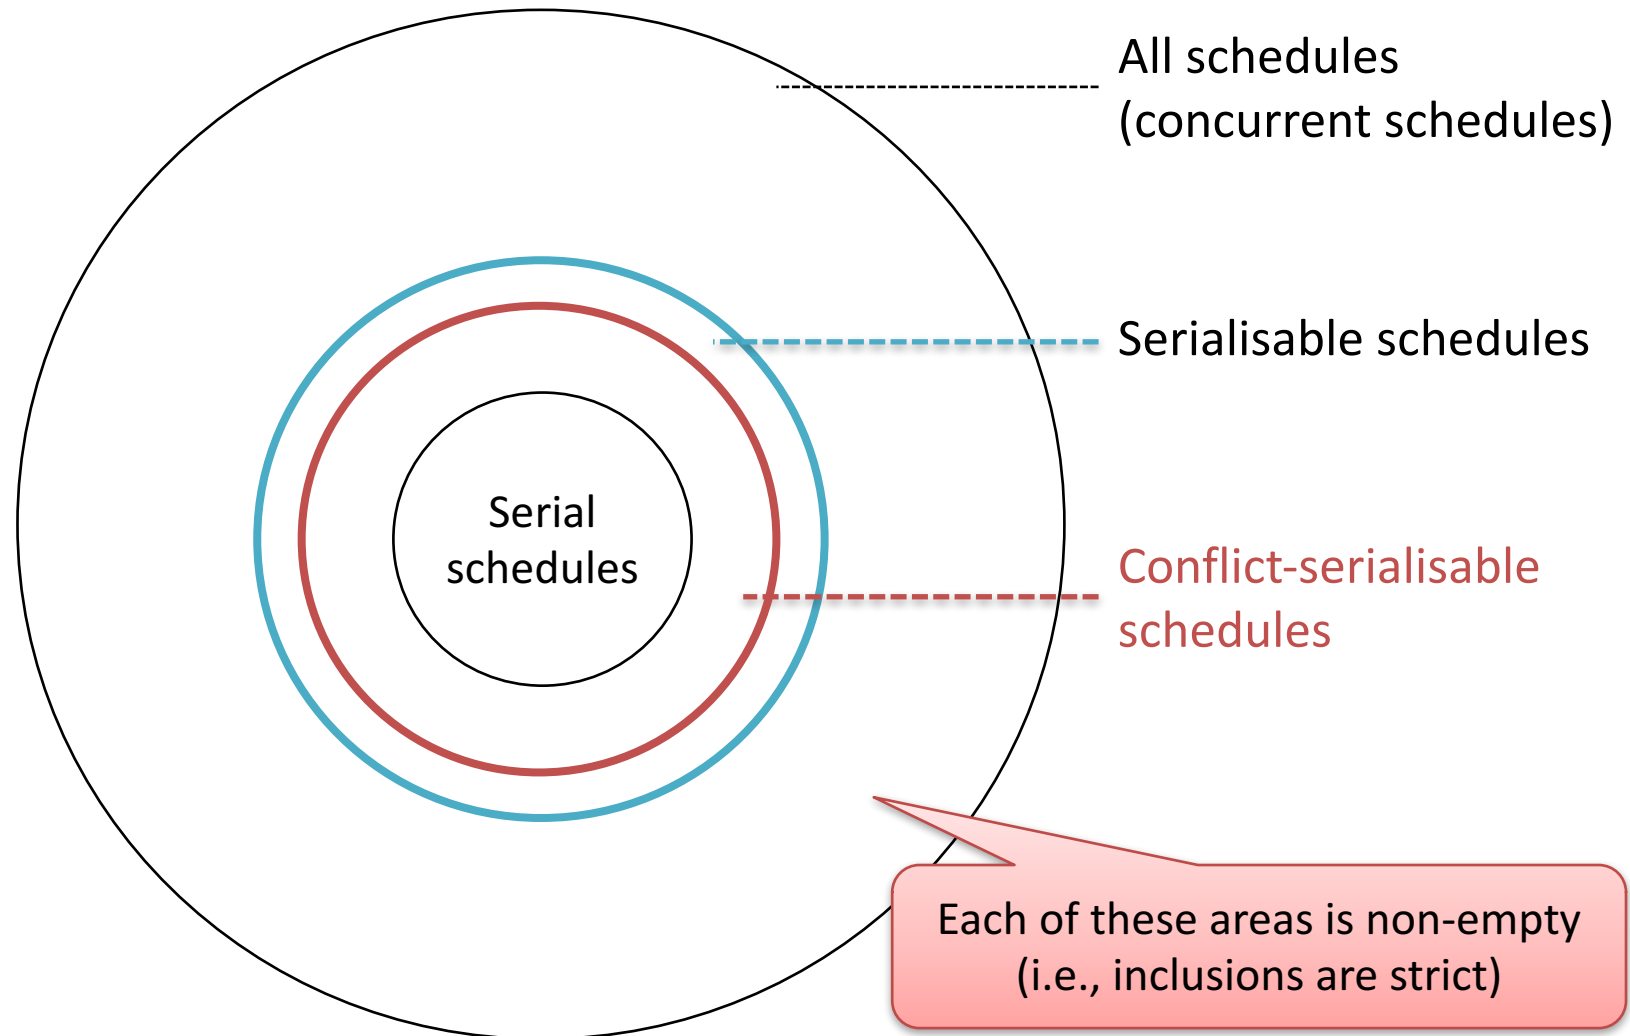 All schedules
(concurrent schedules)
Serialisable schedules
Serial
schedules
Conflict-serialisable
schedules
Each of these areas is non-empty
(i.e., inclusions are strict)